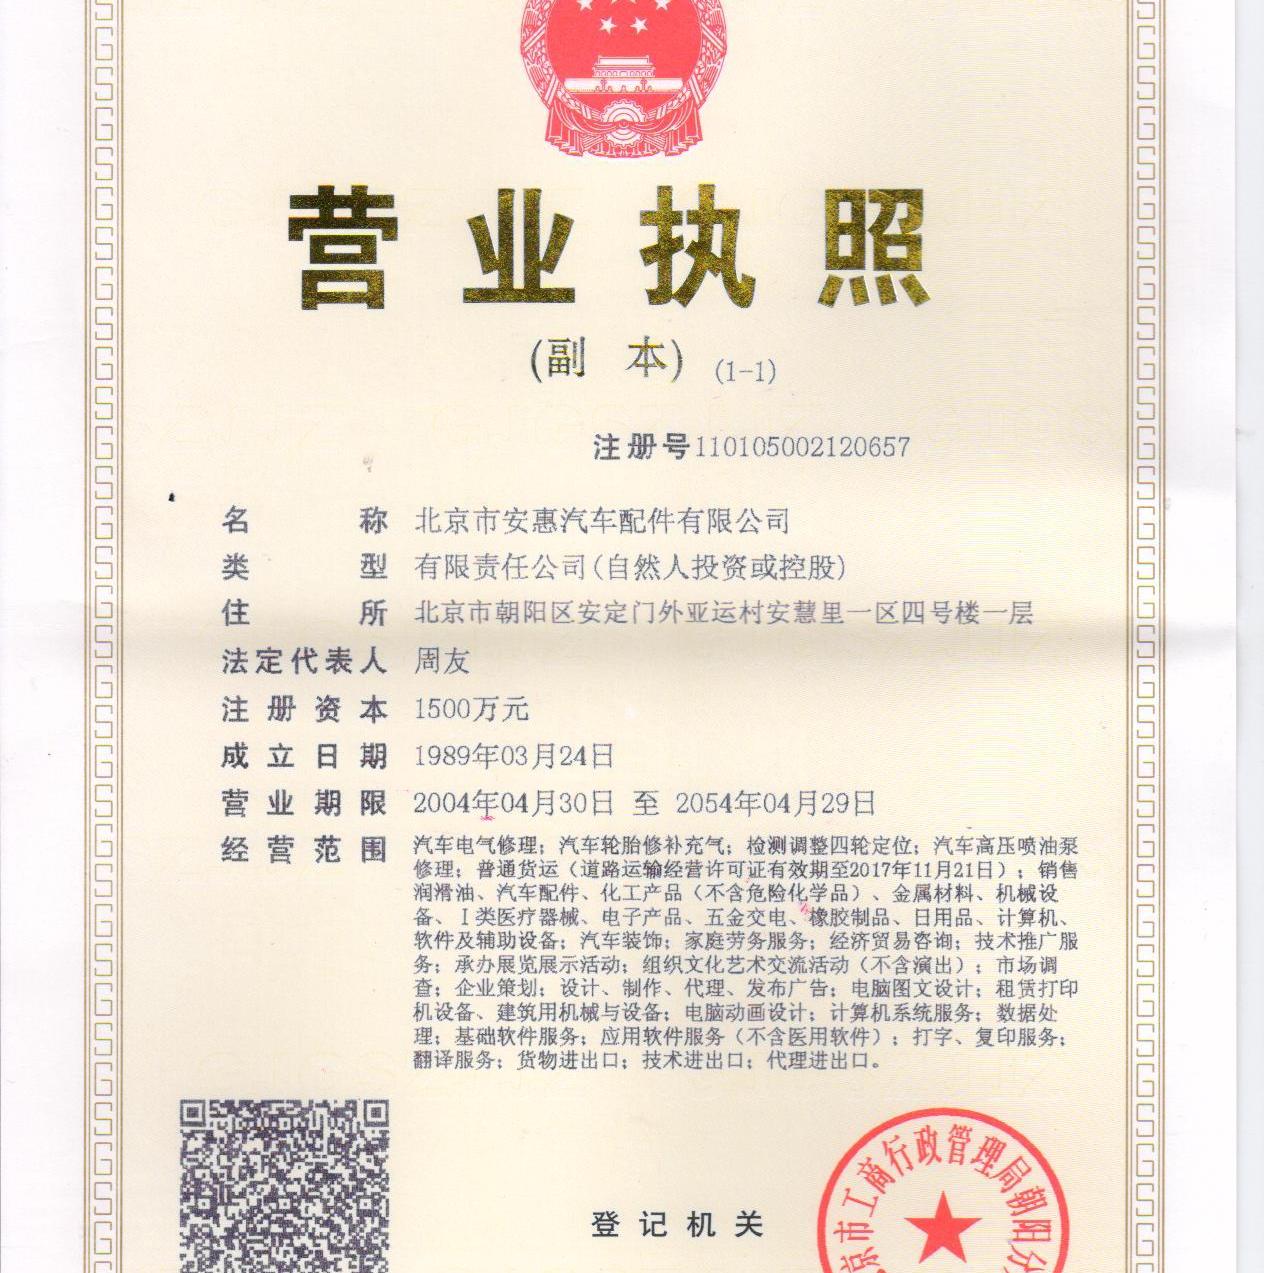 营业执照
(副 本) (1-1)
注册号110105002120657
名称 北京市安惠汽车配件有限公司
类型 有限责任公司(自然人投资或控股)
住所 北京市朝阳区安定门外亚运村安慧里一区四号楼一层
法定代表人 周友
注册资本 1500万元
成立日期 1989年03月24日
营业期限 2004年04月30日 至 2054年04月29日
经营范围 汽车电气修理；汽车轮胎修补充气；检测调整四轮定位；汽车高压喷油泵
修理；普通货运（道路运输经营许可证有效期至2017年11月21日）；销售
润滑油、汽车配件、化工产品（不含危险化学品）、金属材料、机械设
备、Ⅰ类医疗器械、电子产品、五金交电、橡胶制品、日用品、计算机、
软件及辅助设备；汽车装饰；家庭劳务服务；经济贸易咨询；技术推广服
务；承办展览展示活动；组织文化艺术交流活动（不含演出）；市场调
查；企业策划；设计、制作、代理、发布广告；电脑图文设计；租赁打印
机设备、建筑用机械与设备；电脑动画设计；计算机系统服务；数据处
理；基础软件服务；应用软件服务（不含医用软件）；打字、复印服务；
翻译服务；货物进出口；技术进出口；代理进出口。
登记机关
京市工商行政管理局朝阳分